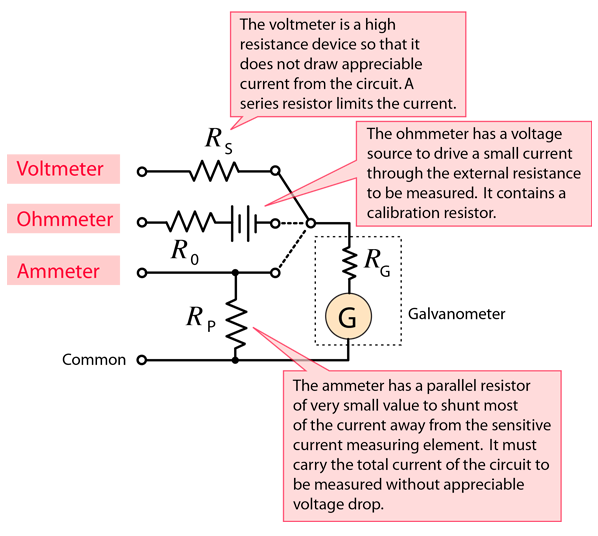 The voltmeter is a high
resistance device so that it
does not draw appreciable
current from the circuit. A
series resistor limits the current.
R_S
The ohmmeter has a voltage
source to drive a small current
through the external resistance
to be measured. It contains a
calibration resistor.
Voltmeter
Ohmmeter
R_0
Ammeter
R_G
R_P
G
Galvanometer
Common
The ammeter has a parallel resistor
of very small value to shunt most
of the current away from the sensitive
current measuring element. It must
carry the total current of the circuit to
be measured without appreciable
voltage drop.